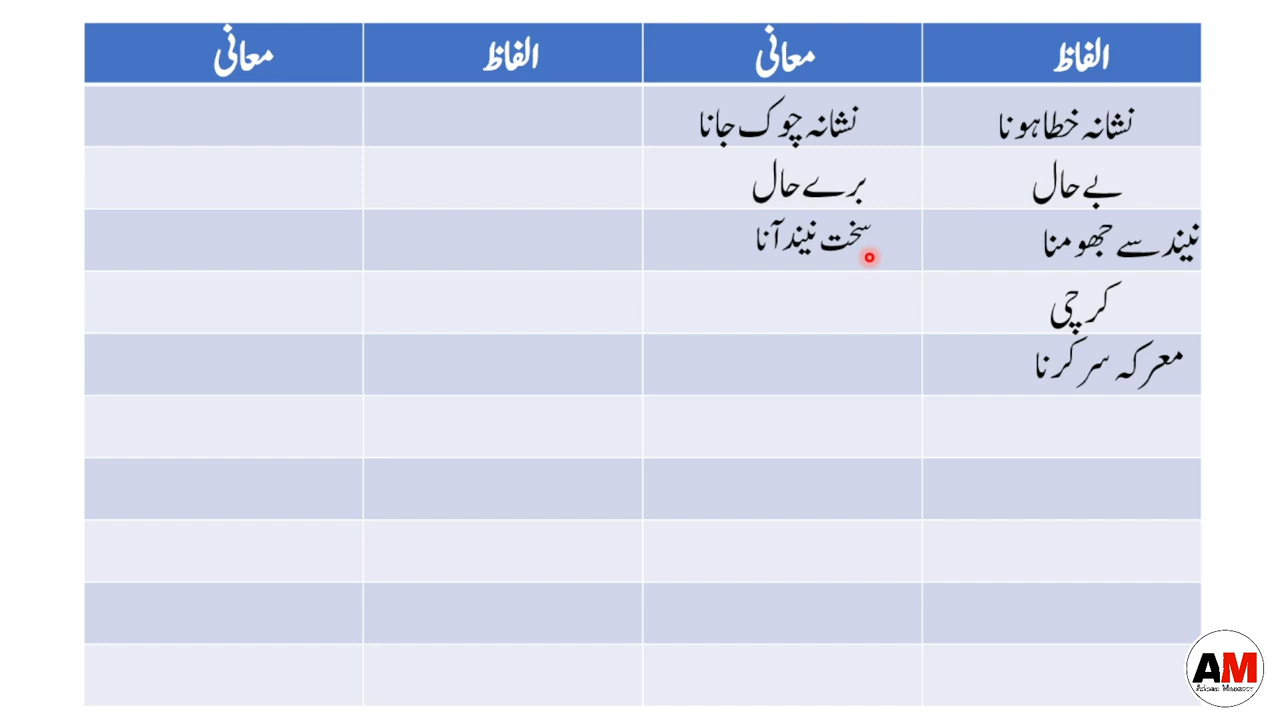 الفاظ معانی الفاظ معانی
نشانہ خطا ہونا نشانہ چوک جانا
بے حال برے حال
نیند سے جھومنا سخت نیند آنا
کرچی
معرکہ سر کرنا
AM